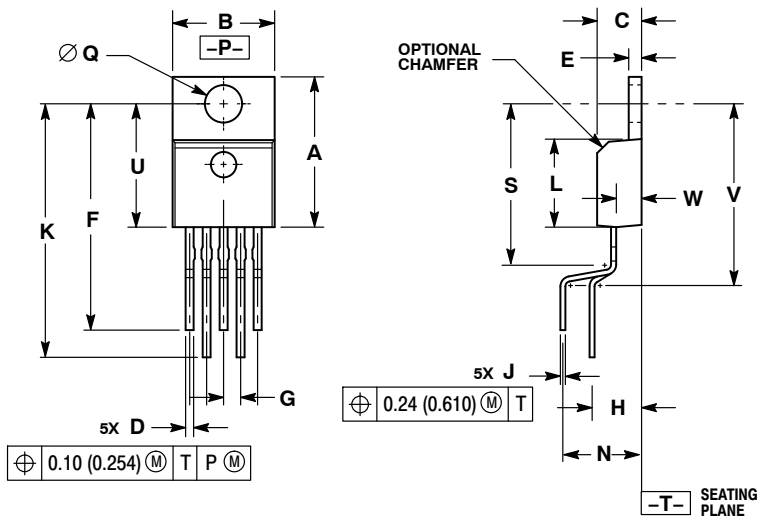 B
–P–
∅ Q
A
U
F
K
G
5X D
⌖ 0.10 (0.254) Ⓜ T P Ⓜ
C
E
OPTIONAL
CHAMFER
S
L
W
V
5X J
⌖ 0.24 (0.610) Ⓜ T
H
N
–T–
SEATING
PLANE